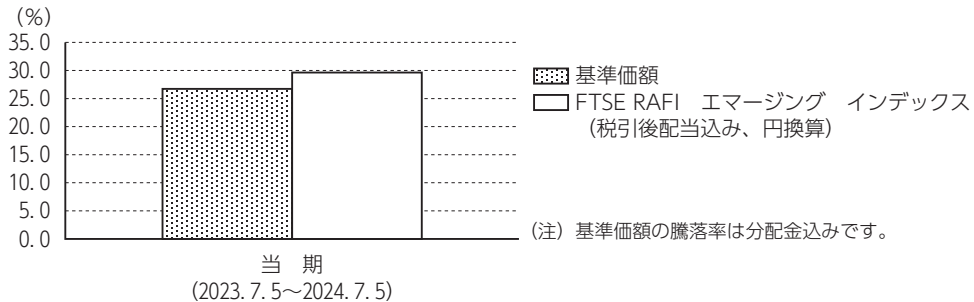 (%)
35.0
30.0
25.0
20.0
15.0
10.0
5.0
0.0
基準価額
FTSE RAFI　エマージング　インデックス
（税引後配当込み、円換算）
（注）基準価額の騰落率は分配金込みです。
当　期
(2023.7.5～2024.7.5)